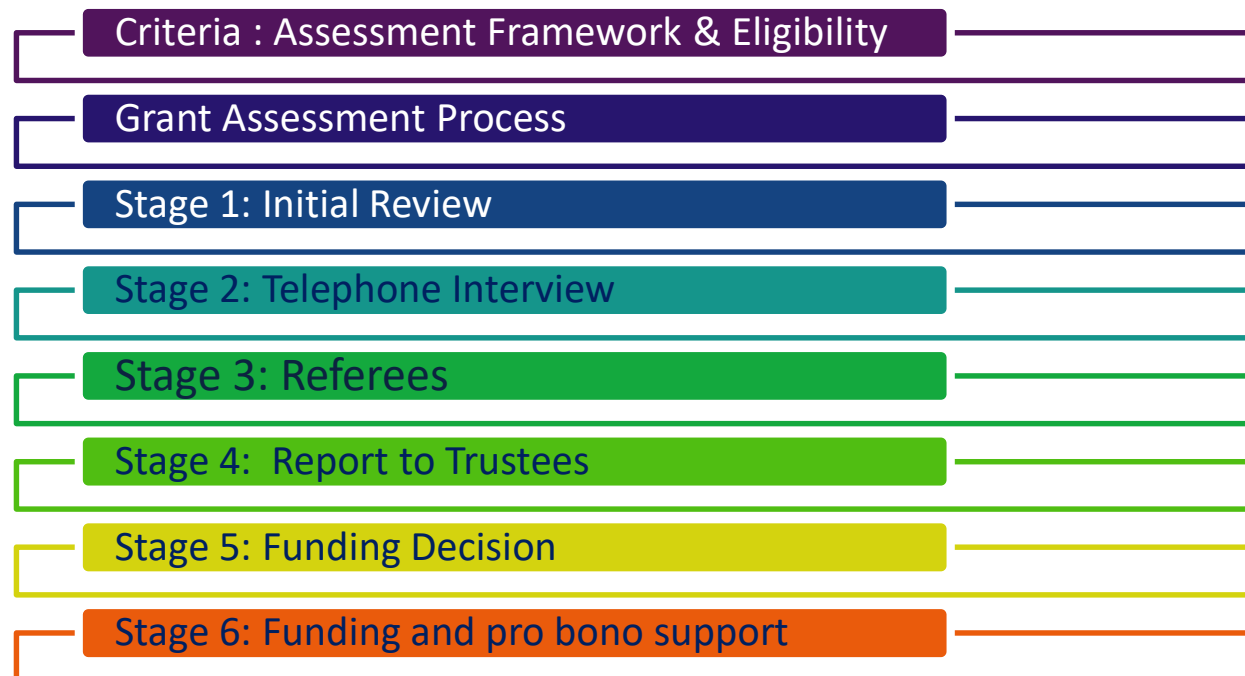 Criteria : Assessment Framework & Eligibility
Grant Assessment Process
Stage 1: Initial Review
Stage 2: Telephone Interview
Stage 3: Referees
Stage 4:  Report to Trustees
Stage 5: Funding Decision
Stage 6: Funding and pro bono support